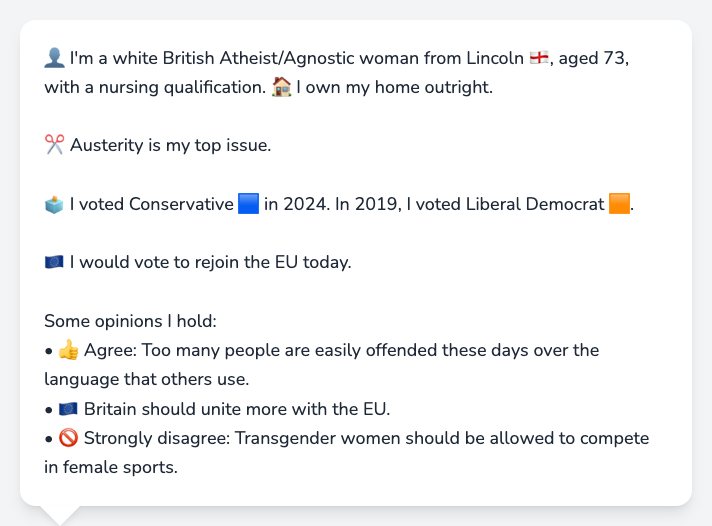 👤 I'm a white British Atheist/Agnostic woman from Lincoln 🏴󠁧󠁢󠁥󠁮󠁧󠁿, aged 73,
with a nursing qualification. 🏠 I own my home outright.
✂️ Austerity is my top issue.
🗳️ I voted Conservative 🟦 in 2024. In 2019, I voted Liberal Democrat 🟧.
🇪🇺 I would vote to rejoin the EU today.
Some opinions I hold:
• 👍 Agree: Too many people are easily offended these days over the
language that others use.
• 🇪🇺 Britain should unite more with the EU.
• 🚫 Strongly disagree: Transgender women should be allowed to compete
in female sports.